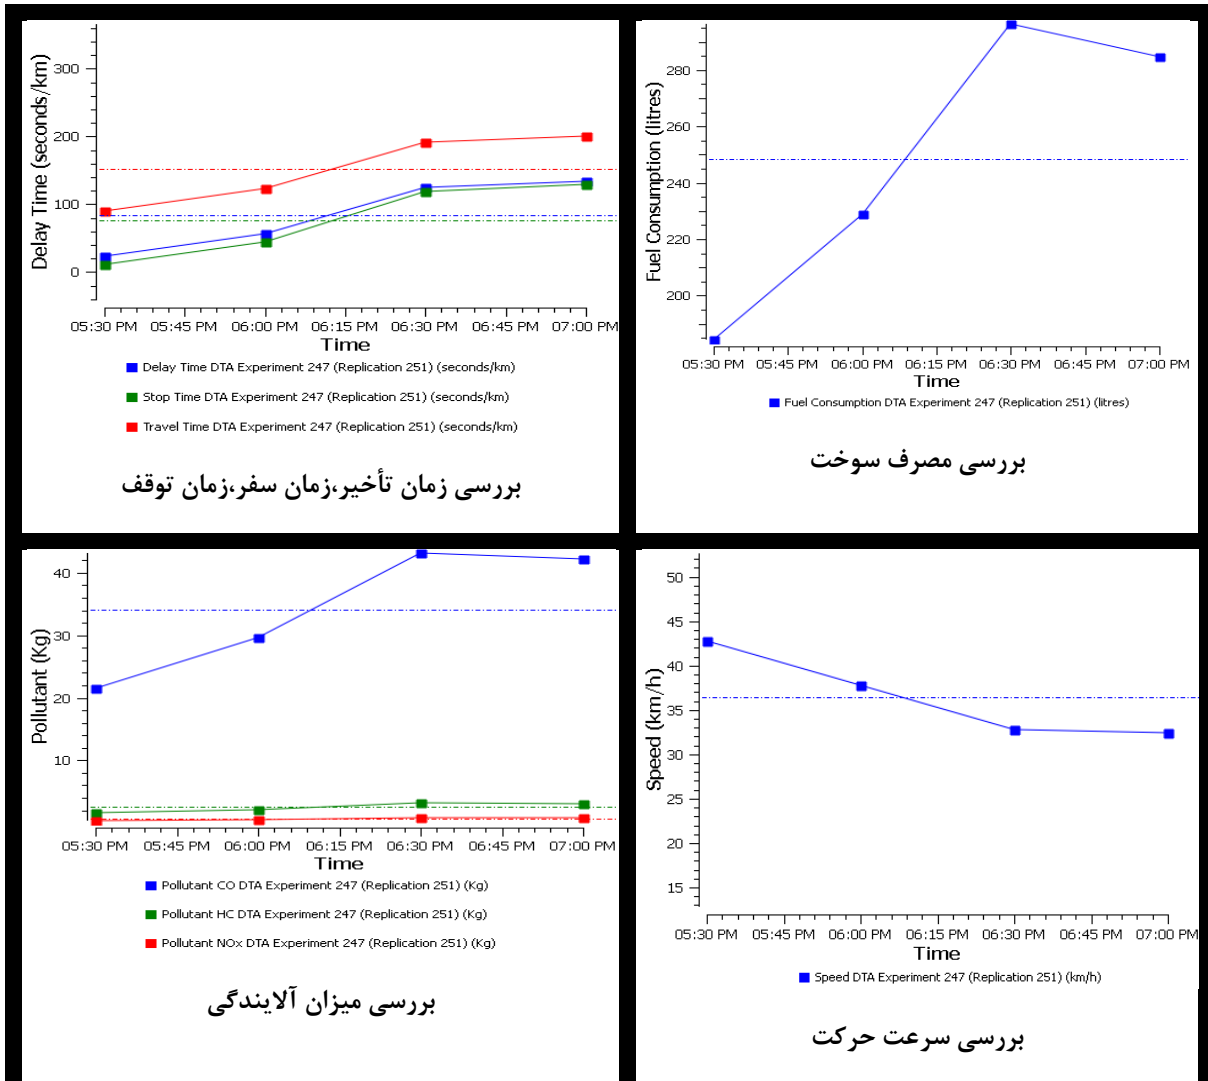 Delay Time (seconds/km)
300
200
100
0
05:30 PM 05:45 PM 06:00 PM 06:15 PM 06:30 PM 06:45 PM 07:00 PM
Time
Delay Time DTA Experiment 247 (Replication 251) (seconds/km)
Stop Time DTA Experiment 247 (Replication 251) (seconds/km)
Travel Time DTA Experiment 247 (Replication 251) (seconds/km)
بررسی زمان تأخیر،زمان سفر،زمان توقف
Fuel Consumption (litres)
280
260
240
220
200
05:30 PM 05:45 PM 06:00 PM 06:15 PM 06:30 PM 06:45 PM 07:00 PM
Time
Fuel Consumption DTA Experiment 247 (Replication 251) (litres)
بررسی مصرف سوخت
Pollutant (Kg)
40
30
20
10
05:30 PM 05:45 PM 06:00 PM 06:15 PM 06:30 PM 06:45 PM 07:00 PM
Time
Pollutant CO DTA Experiment 247 (Replication 251) (Kg)
Pollutant HC DTA Experiment 247 (Replication 251) (Kg)
Pollutant NOx DTA Experiment 247 (Replication 251) (Kg)
بررسی میزان آلایندگی
Speed (km/h)
50
45
40
35
30
25
20
15
05:30 PM 05:45 PM 06:00 PM 06:15 PM 06:30 PM 06:45 PM 07:00 PM
Time
Speed DTA Experiment 247 (Replication 251) (km/h)
بررسی سرعت حرکت